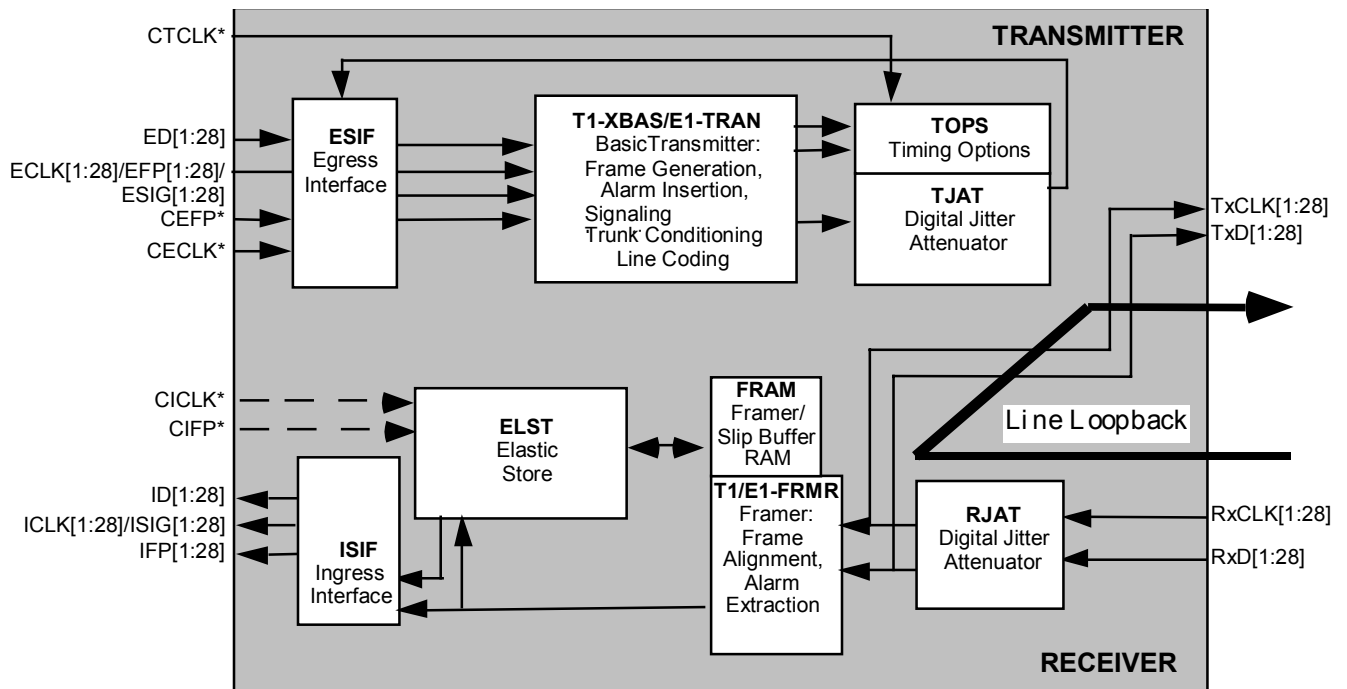 CTCLK*
TRANSMITTER
ED[1:28]
ECLK[1:28]/EFP[1:28]/
ESIG[1:28]
CEFP*
CECLK*
ESIF
Egress
Interface
T1-XBAS/E1-TRAN
BasicTransmitter:
Frame Generation,
Alarm Insertion,
Signaling
Trunk Conditioning
Line Coding
TOPS
Timing Options
TJAT
Digital Jitter
Attenuator
TxCLK[1:28]
TxD[1:28]
CICLK*
CIFP*
ELST
Elastic
Store
FRAM
Framer/
Slip Buffer
RAM
Line Loopback
ID[1:28]
ICLK[1:28]/ISIG[1:28]
IFP[1:28]
ISIF
Ingress
Interface
T1/E1-FRMR
Framer:
Frame
Alignment,
Alarm
Extraction
RJAT
Digital Jitter
Attenuator
RxCLK[1:28]
RxD[1:28]
RECEIVER